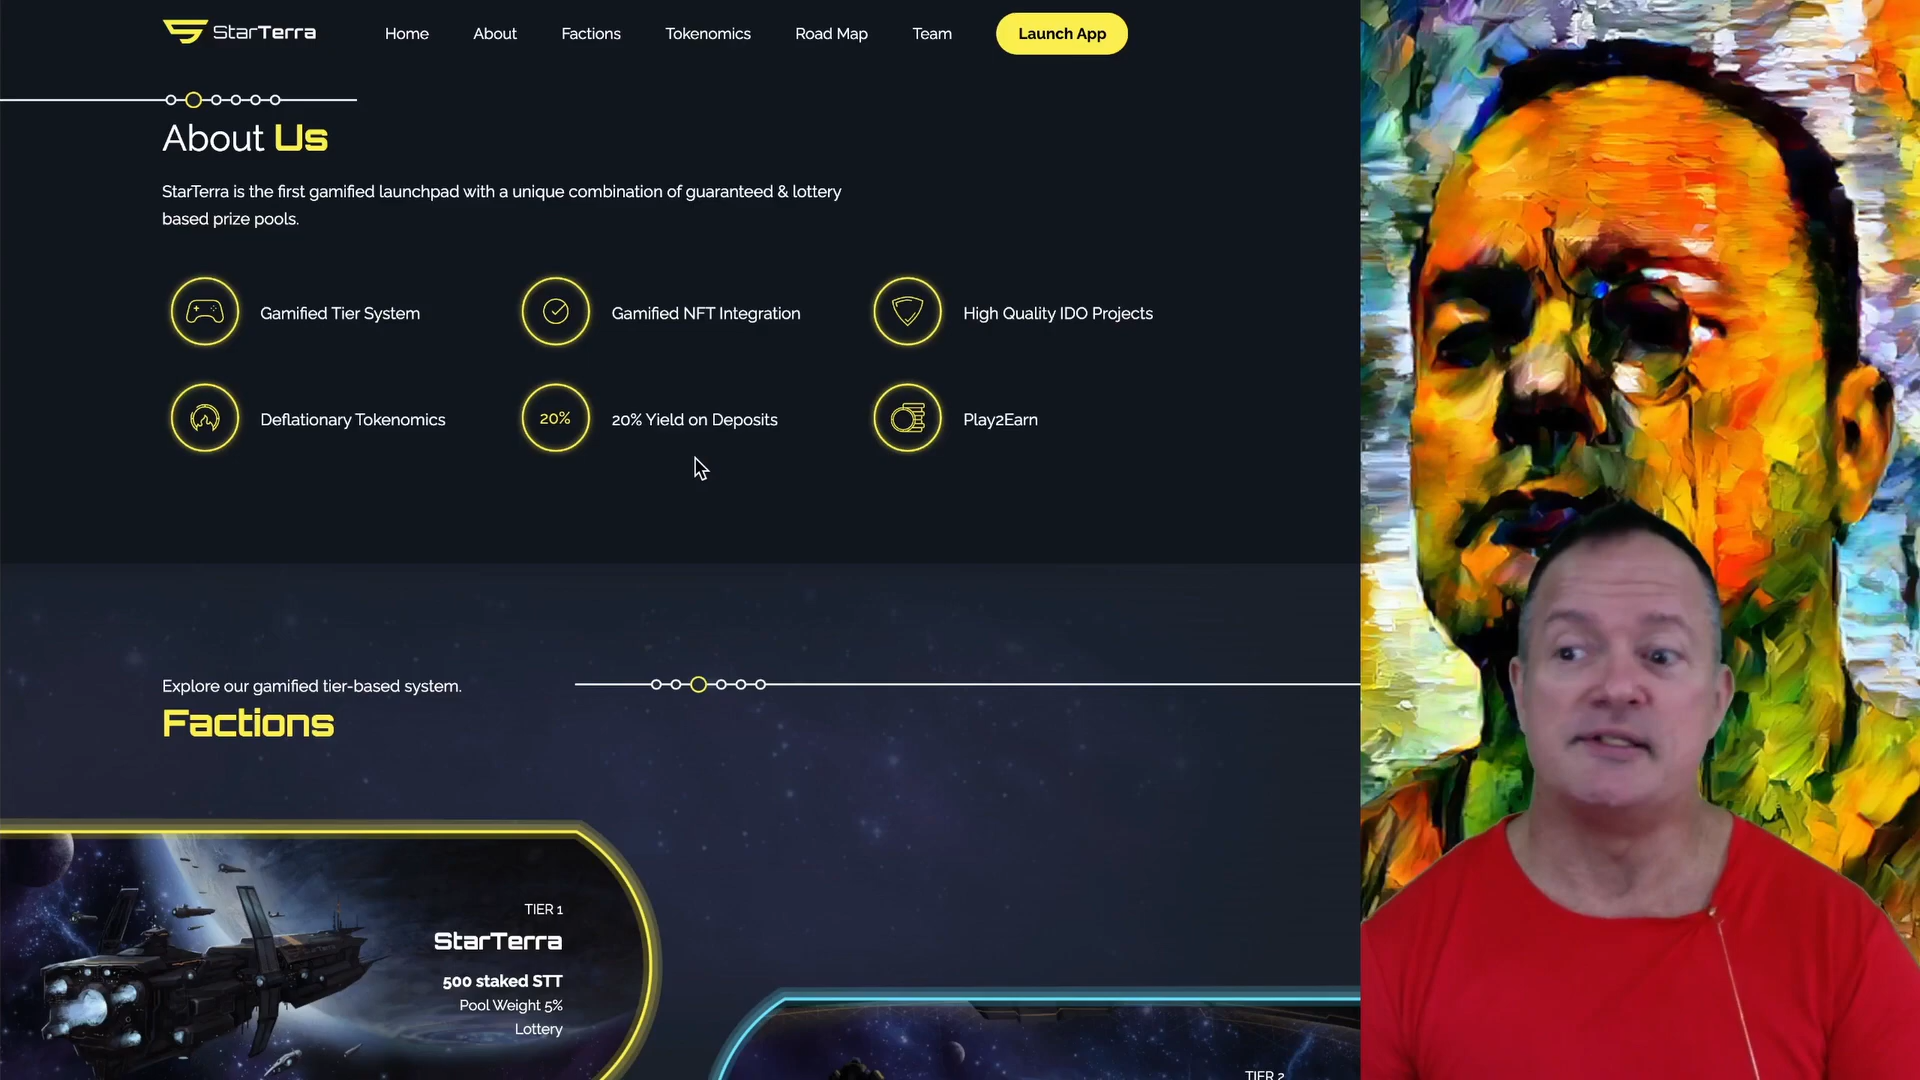 StarTerra
Home
About
Factions
Tokenomics
Road Map
Team
Launch App
About Us
StarTerra is the first gamified launchpad with a unique combination of guaranteed & lottery
based prize pools.
Gamified Tier System
Gamified NFT Integration
High Quality IDO Projects
Deflationary Tokenomics
20%
20% Yield on Deposits
Play2Earn
Explore our gamified tier-based system.
Factions
TIER 1
StarTerra
500 staked STT
Pool Weight 5%
Lottery
TIER 2